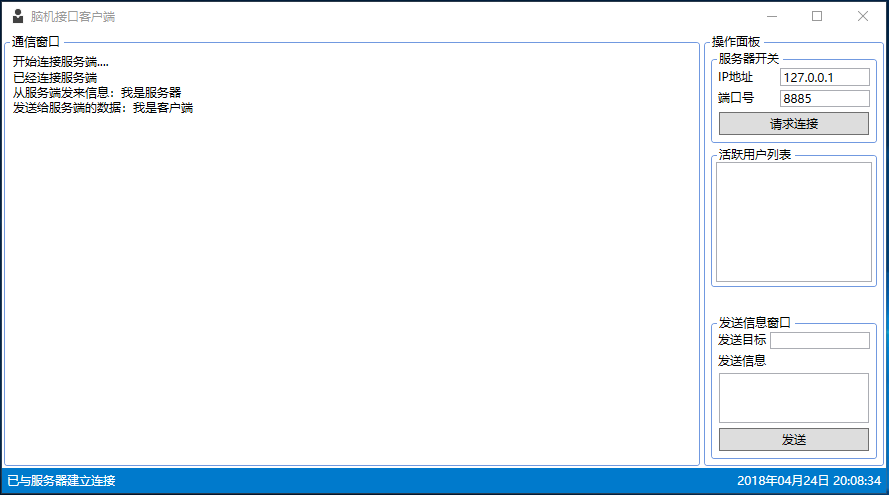 脑机接口客户端
通信窗口
开始连接服务端....
已经连接服务端
从服务端发来信息：我是服务器
发送给服务端的数据：我是客户端
操作面板
服务器开关
IP地址 127.0.0.1
端口号 8885
请求连接
活跃用户列表
发送信息窗口
发送目标
发送信息
发送
已与服务器建立连接 2018年04月24日 20:08:34